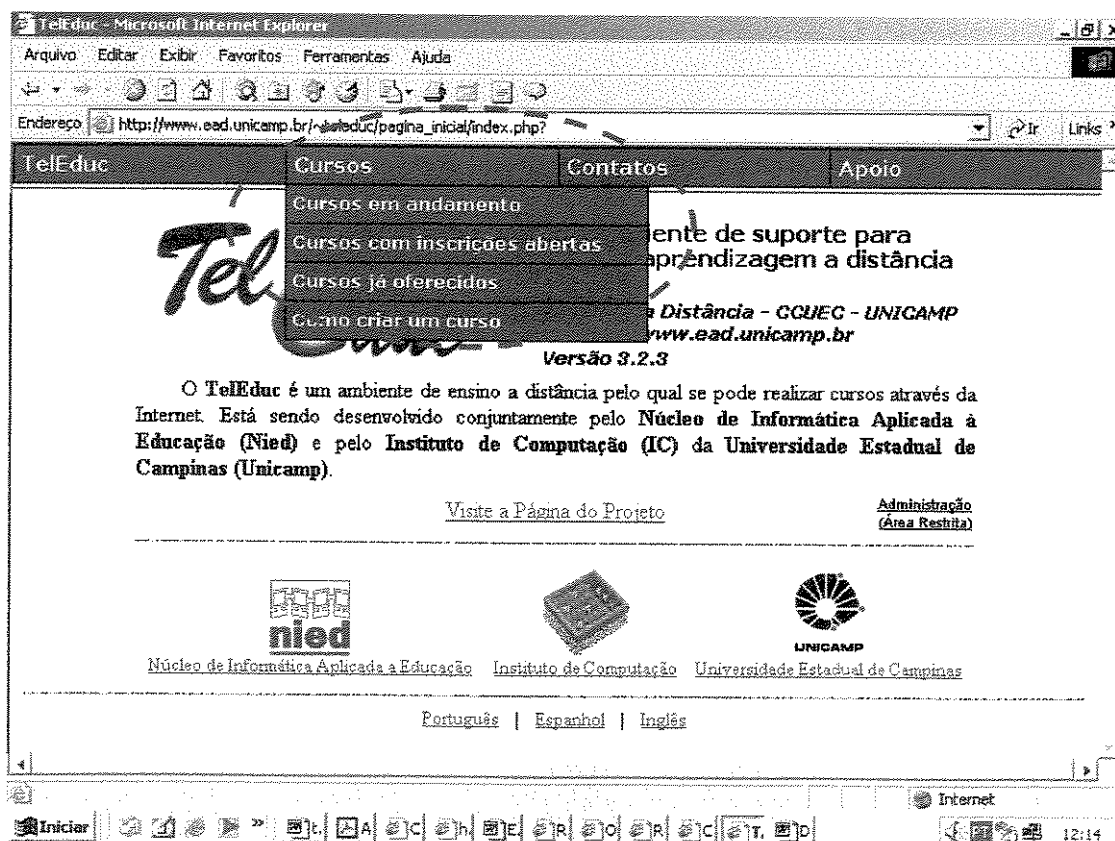 TelEduc - Microsoft Internet Explorer
Arquivo Editar Exibir Favoritos Ferramentas Ajuda
Endereço http://www.ead.unicamp.br/~teleduc/pagina_inicial/index.php? Ir Links
TelEduc Cursos Contatos Apoio
Cursos em andamento
Cursos com inscrições abertas
Cursos já oferecidos
Como criar um curso
Tel
ente de suporte para
aprendizagem a distância
a Distância - CCUEC - UNICAMP
www.ead.unicamp.br
Versão 3.2.3
O TelEduc é um ambiente de ensino a distância pelo qual se pode realizar cursos através da
Internet. Está sendo desenvolvido conjuntamente pelo Núcleo de Informática Aplicada à
Educação (Nied) e pelo Instituto de Computação (IC) da Universidade Estadual de
Campinas (Unicamp).
Visite a Página do Projeto
Administração
(Área Restrita)
nied
UNICAMP
Núcleo de Informática Aplicada a Educação Instituto de Computação Universidade Estadual de Campinas
Português | Espanhol | Inglês
Internet
Iniciar » t. A C h. E R O R C T. D 12:14